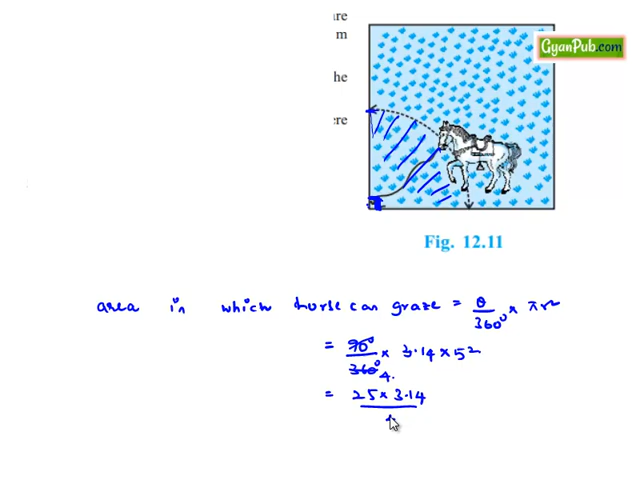 are
m
GyanPub.com
he
ere
Fig. 12.11
area in which horse can graze = θ/360° × πr²
= 90°/360° 4. × 3.14 × 5²
= 25 × 3.14